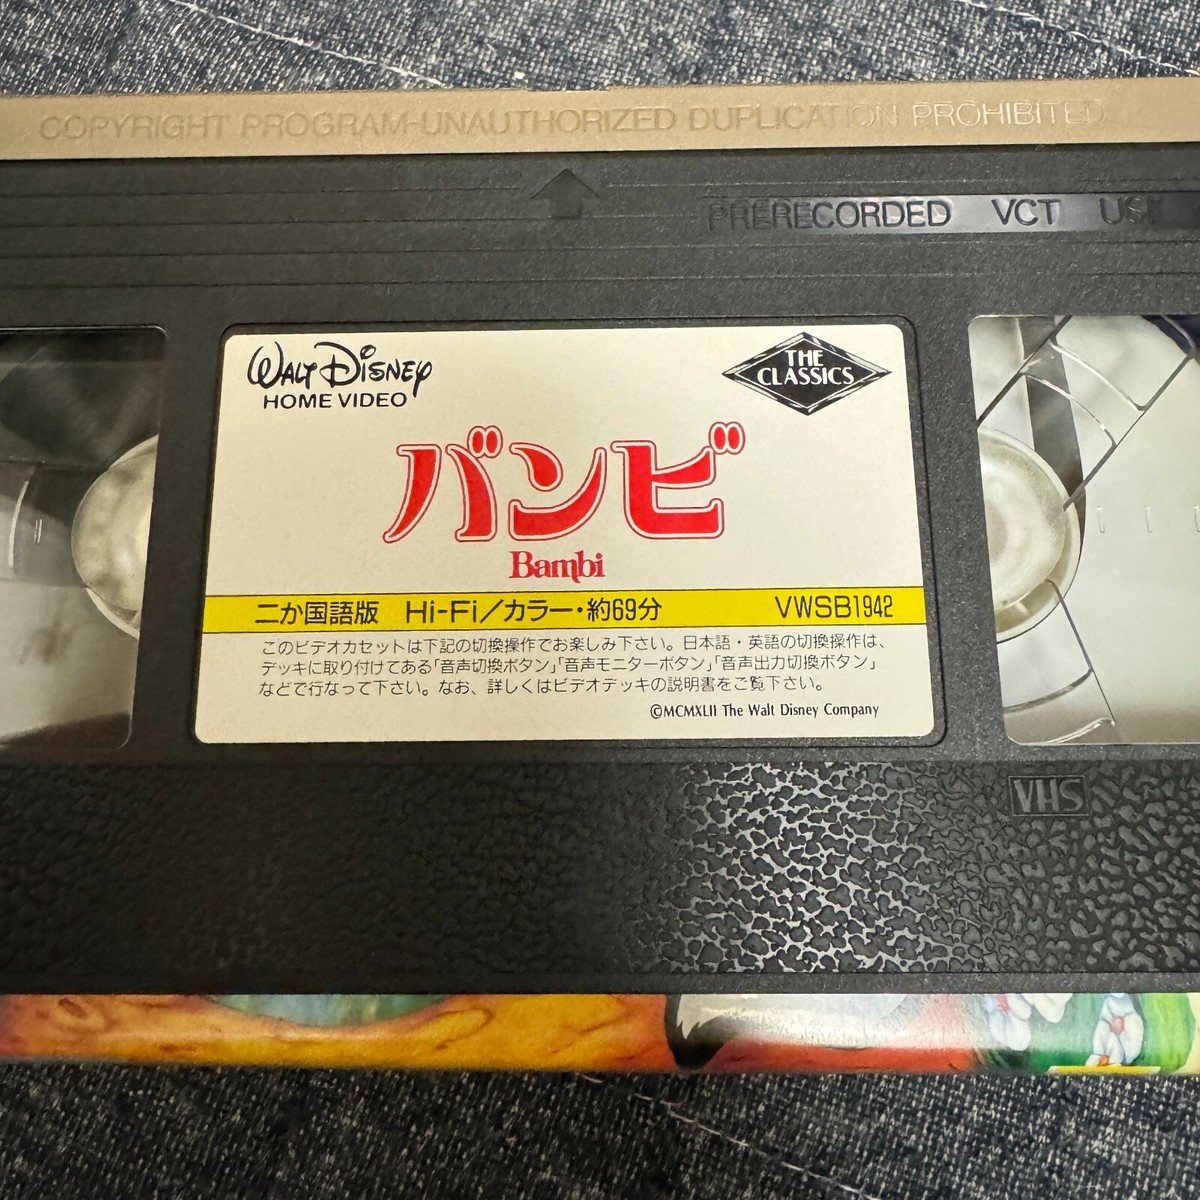 COPYRIGHT PROGRAM-UNAUTHORIZED DUPLICATION PROHIBITED
PRERECORDED VCT
WALT DISNEY
HOME VIDEO
THE
CLASSICS
バンビ
Bambi
二か国語版 Hi-Fi/カラー・約69分 VWSB1942
このビデオカセットは下記の切換操作でお楽しみ下さい。日本語・英語の切換操作は、
デッキに取り付けてある「音声切換ボタン」「音声モニターボタン」「音声出力切換ボタン」
などで行なって下さい。なお、詳しくはビデオデッキの説明書をご覧下さい。
©MCMXLII The Walt Disney Company
VHS